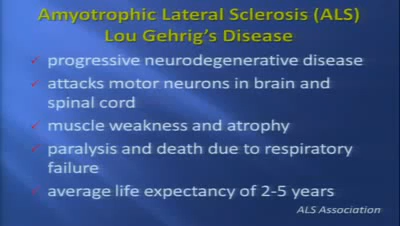 Amyotrophic Lateral Sclerosis (ALS)
Lou Gehrig's Disease
progressive neurodegenerative disease
attacks motor neurons in brain and
spinal cord
muscle weakness and atrophy
paralysis and death due to respiratory
failure
average life expectancy of 2-5 years
ALS Association